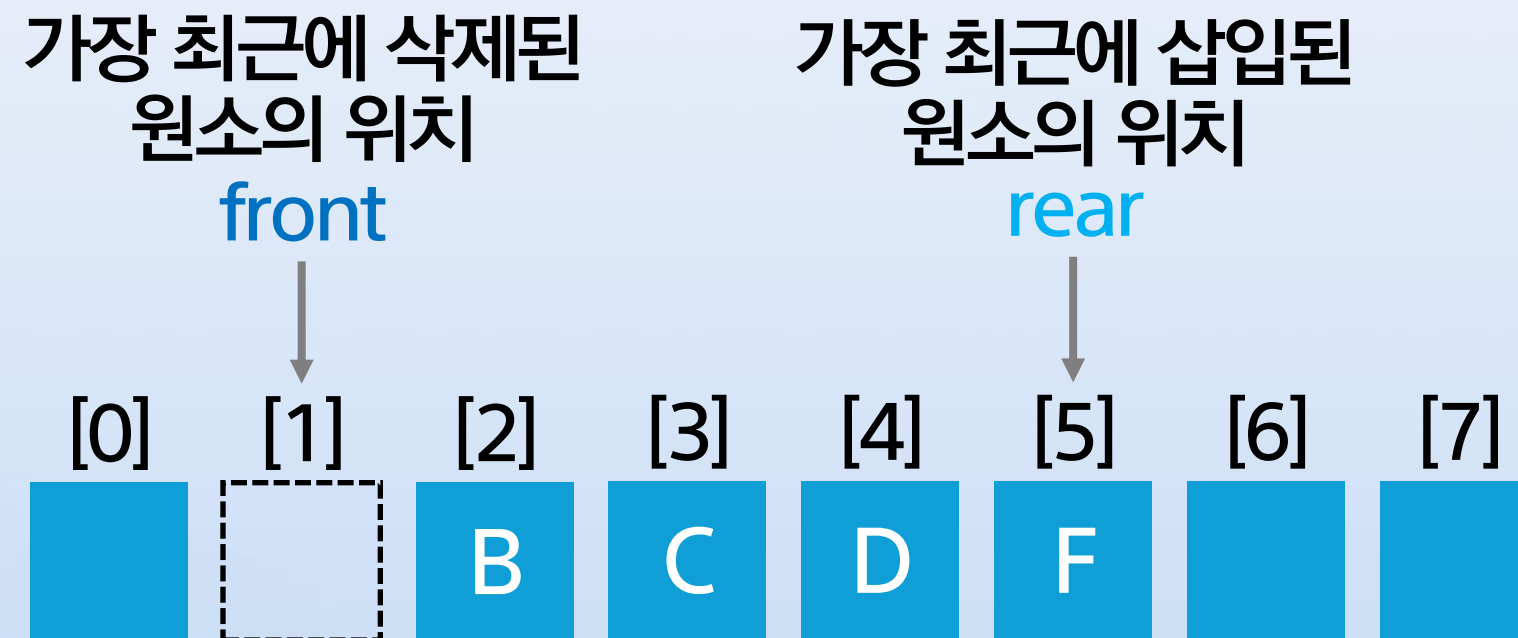 가장 최근에 삭제된
원소의 위치
front
가장 최근에 삽입된
원소의 위치
rear
[0] [1] [2] [3] [4] [5] [6] [7]
B C D F